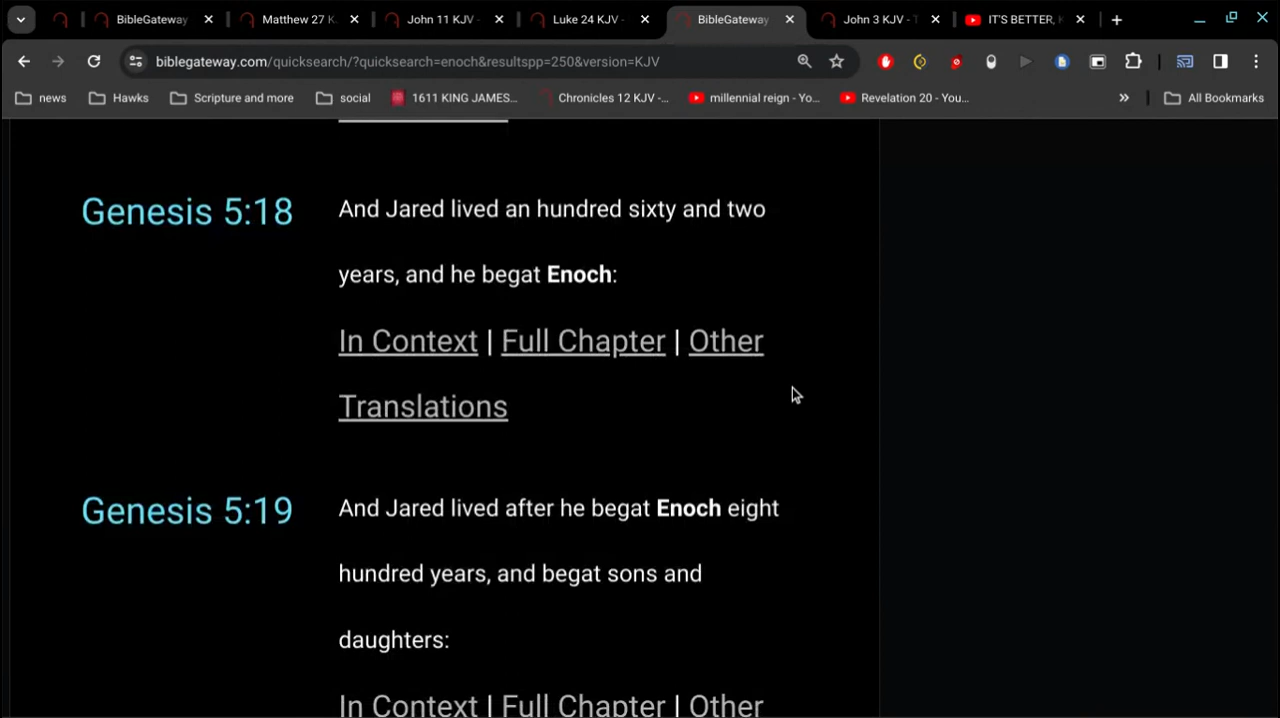 BibleGateway
Matthew 27 K.
John 11 KJV -
Luke 24 KJV -
BibleGateway
John 3 KJV - T
IT'S BETTER,
biblegateway.com/quicksearch/?quicksearch=enoch&resultspp=250&version=KJV
news
Hawks
Scripture and more
social
1611 KING JAMES...
Chronicles 12 KJV -...
millennial reign - Yo...
Revelation 20 - You...
»
All Bookmarks
Genesis 5:18
And Jared lived an hundred sixty and two
years, and he begat Enoch:
In Context | Full Chapter | Other
Translations
Genesis 5:19
And Jared lived after he begat Enoch eight
hundred years, and begat sons and
daughters:
In Context | Full Chapter | Other